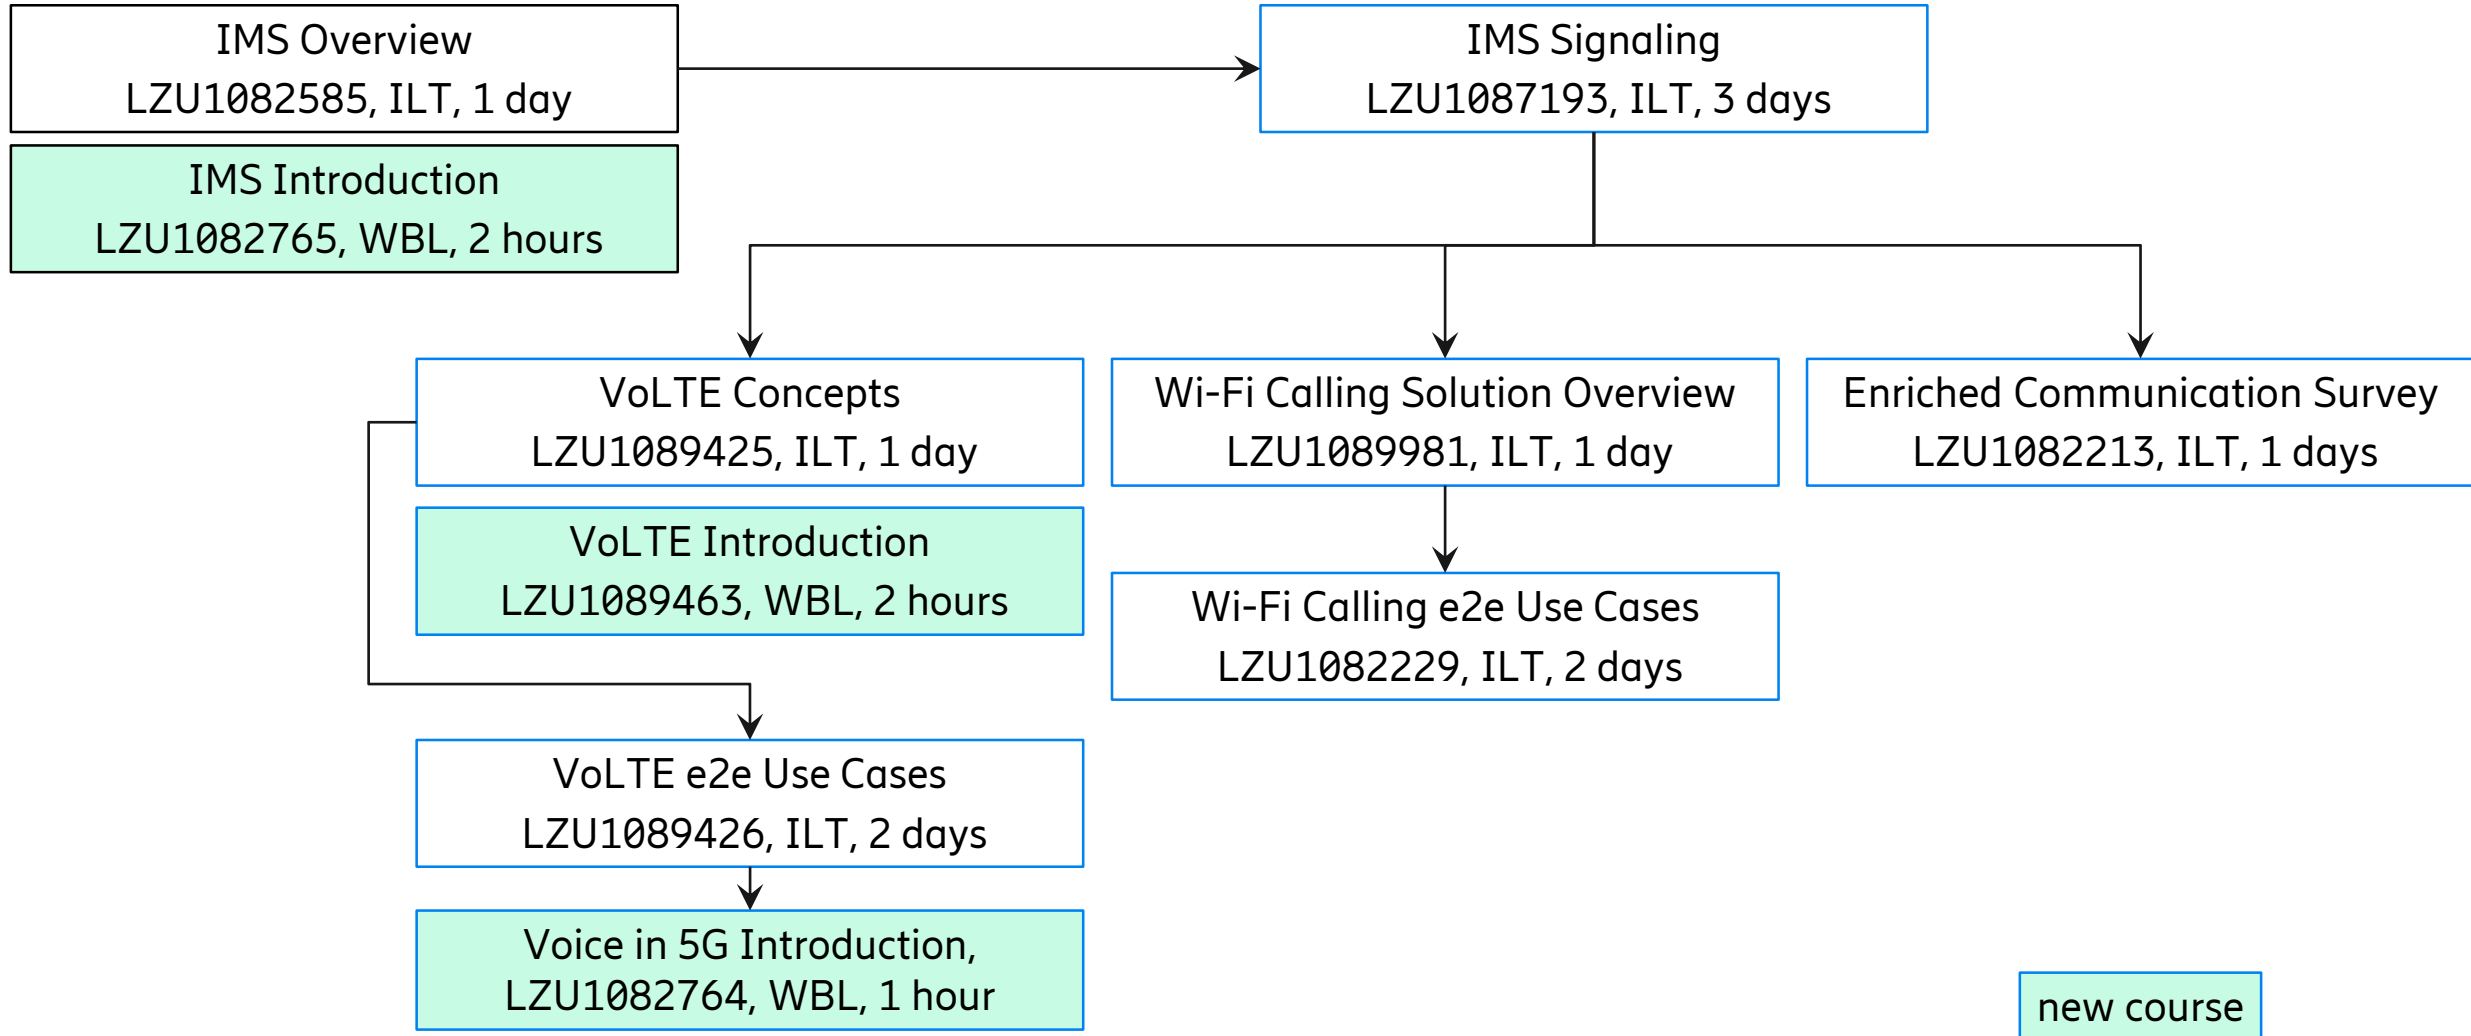 IMS Overview
LZU1082585, ILT, 1 day
IMS Signaling
LZU1087193, ILT, 3 days
IMS Introduction
LZU1082765, WBL, 2 hours
VoLTE Concepts
LZU1089425, ILT, 1 day
Wi-Fi Calling Solution Overview
LZU1089981, ILT, 1 day
Enriched Communication Survey
LZU1082213, ILT, 1 days
VoLTE Introduction
LZU1089463, WBL, 2 hours
Wi-Fi Calling e2e Use Cases
LZU1082229, ILT, 2 days
VoLTE e2e Use Cases
LZU1089426, ILT, 2 days
Voice in 5G Introduction,
LZU1082764, WBL, 1 hour
new course